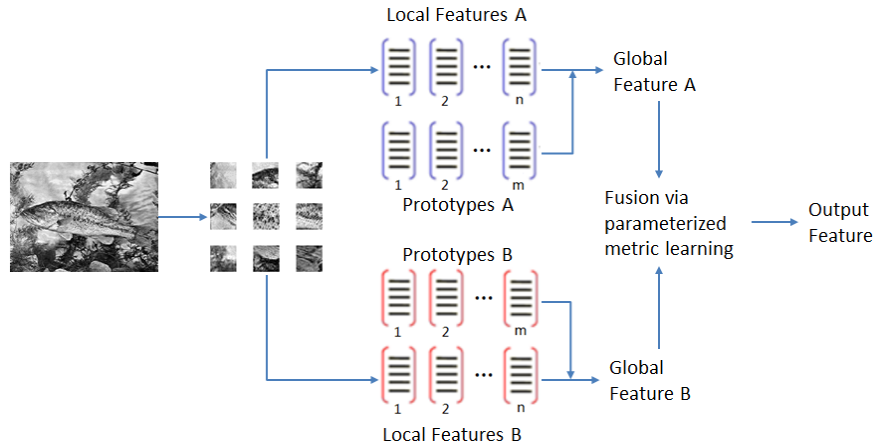 Local Features A
1 2 ... n
1 2 ... m
Prototypes A
Global
Feature A
Fusion via
parameterized
metric learning
Output
Feature
Prototypes B
1 2 ... m
1 2 ... n
Local Features B
Global
Feature B